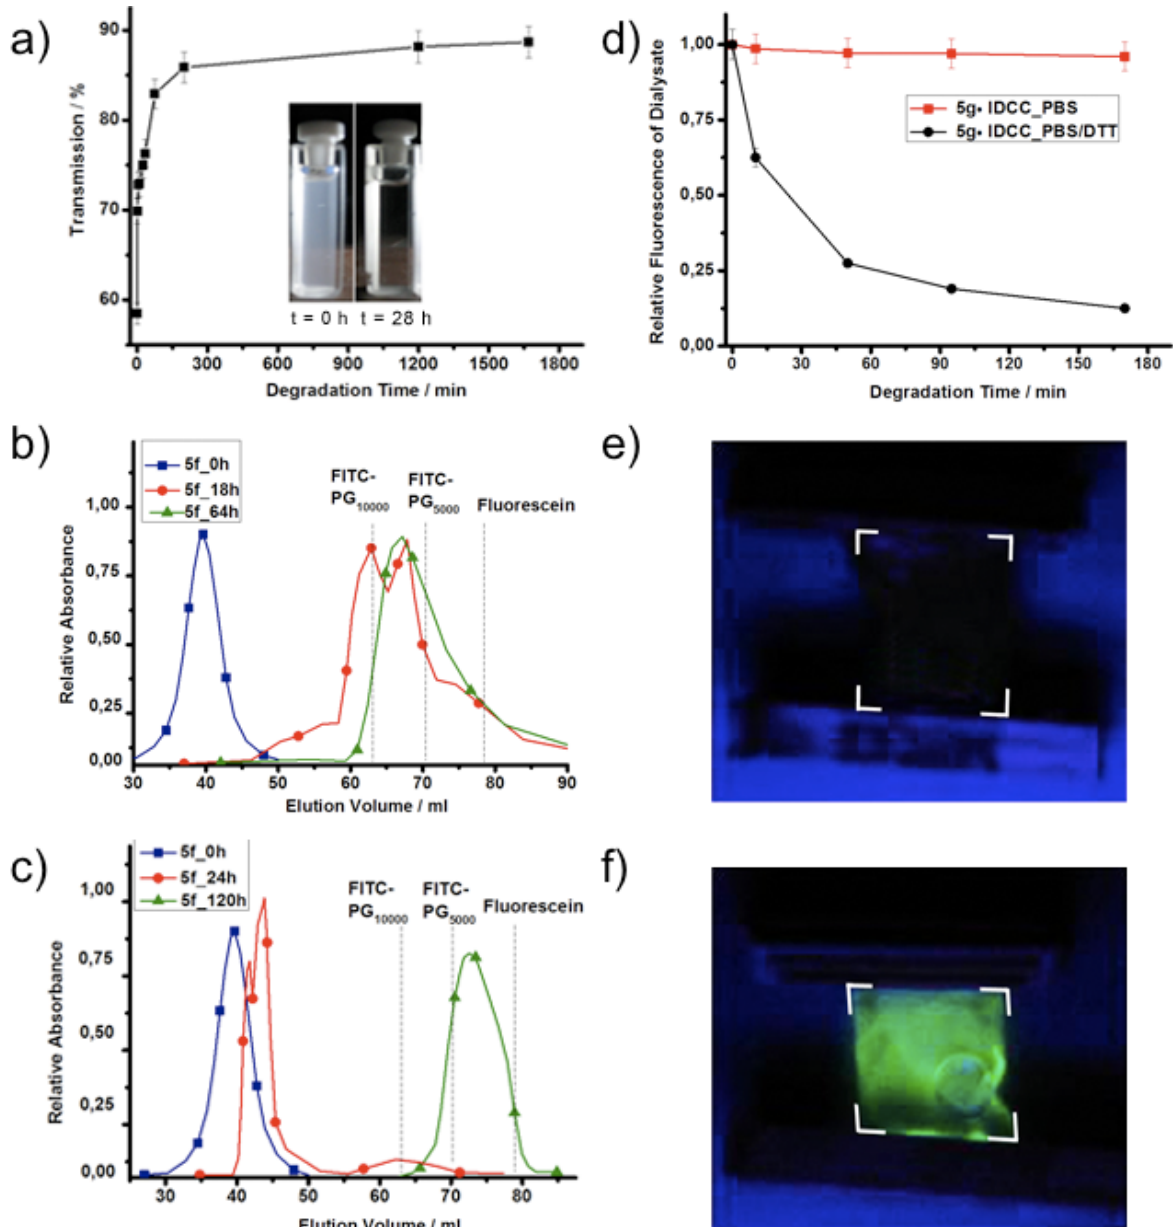 a)
90
80
70
60
Transmission / %
t = 0 h t = 28 h
0 300 600 900 1200 1500 1800
Degradation Time / min
d)
1,00
0,75
0,50
0,25
0,00
Relative Fluorescence of Dialysate
5g• IDCC_PBS
5g• IDCC_PBS/DTT
0 30 60 90 120 150 180
Degradation Time / min
b)
5f_0h
5f_18h
5f_64h
FITC-
PG10000
FITC-
PG5000
Fluorescein
1,00
0,75
0,50
0,25
0,00
Relative Absorbance
30 40 50 60 70 80 90
Elution Volume / ml
e)
c)
5f_0h
5f_24h
5f_120h
FITC-
PG10000
FITC-
PG5000
Fluorescein
1,00
0,75
0,50
0,25
0,00
Relative Absorbance
30 40 50 60 70 80
Elution Volume / ml
f)